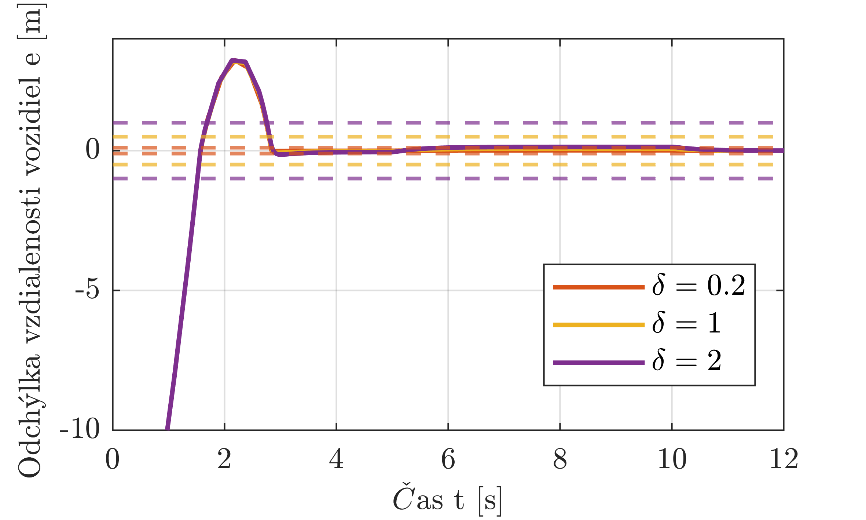 Odchýlka vzdialenosti vozidiel e [m]
0
-5
-10
0 2 4 6 8 10 12
Čas t [s]
δ = 0.2
δ = 1
δ = 2